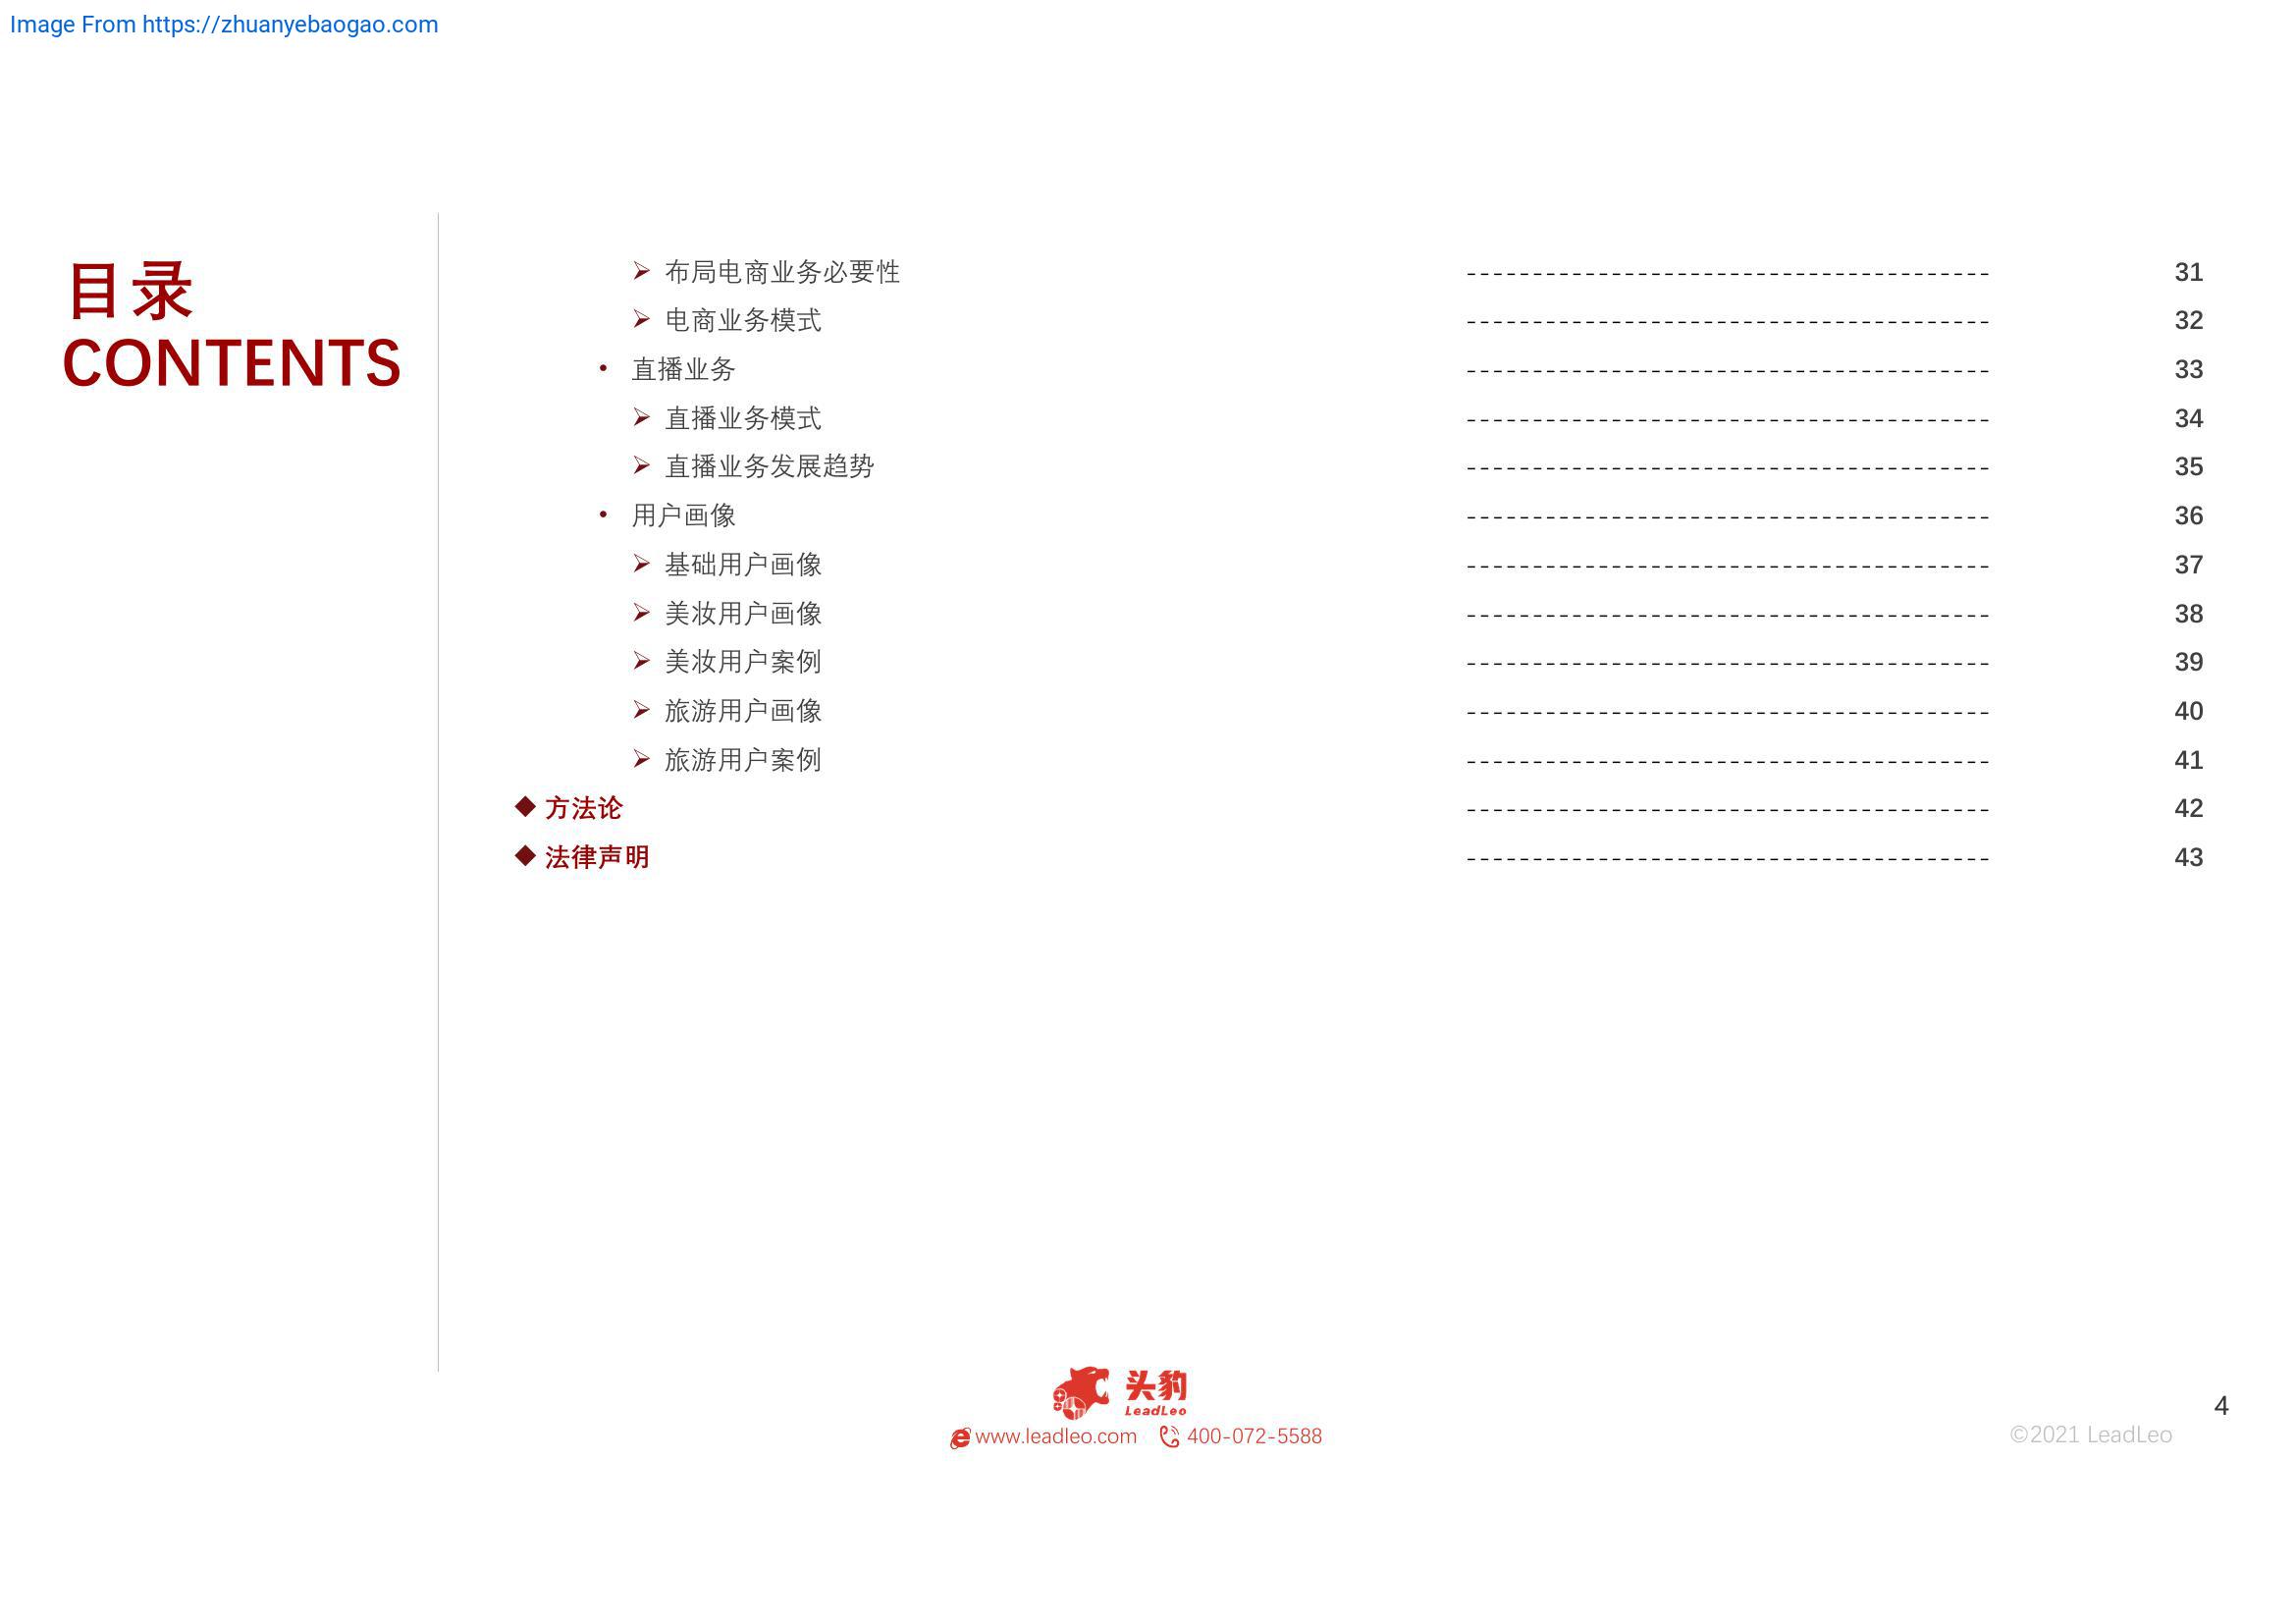 Image From https://zhuanyebaogao.com
目录
CONTENTS
➢ 布局电商业务必要性 ---------------------------------------- 31
➢ 电商业务模式 ---------------------------------------- 32
• 直播业务 ---------------------------------------- 33
➢ 直播业务模式 ---------------------------------------- 34
➢ 直播业务发展趋势 ---------------------------------------- 35
• 用户画像 ---------------------------------------- 36
➢ 基础用户画像 ---------------------------------------- 37
➢ 美妆用户画像 ---------------------------------------- 38
➢ 美妆用户案例 ---------------------------------------- 39
➢ 旅游用户画像 ---------------------------------------- 40
➢ 旅游用户案例 ---------------------------------------- 41
◆ 方法论 ---------------------------------------- 42
◆ 法律声明 ---------------------------------------- 43
头豹
LeadLeo
www.leadleo.com 400-072-5588
4
©2021 LeadLeo